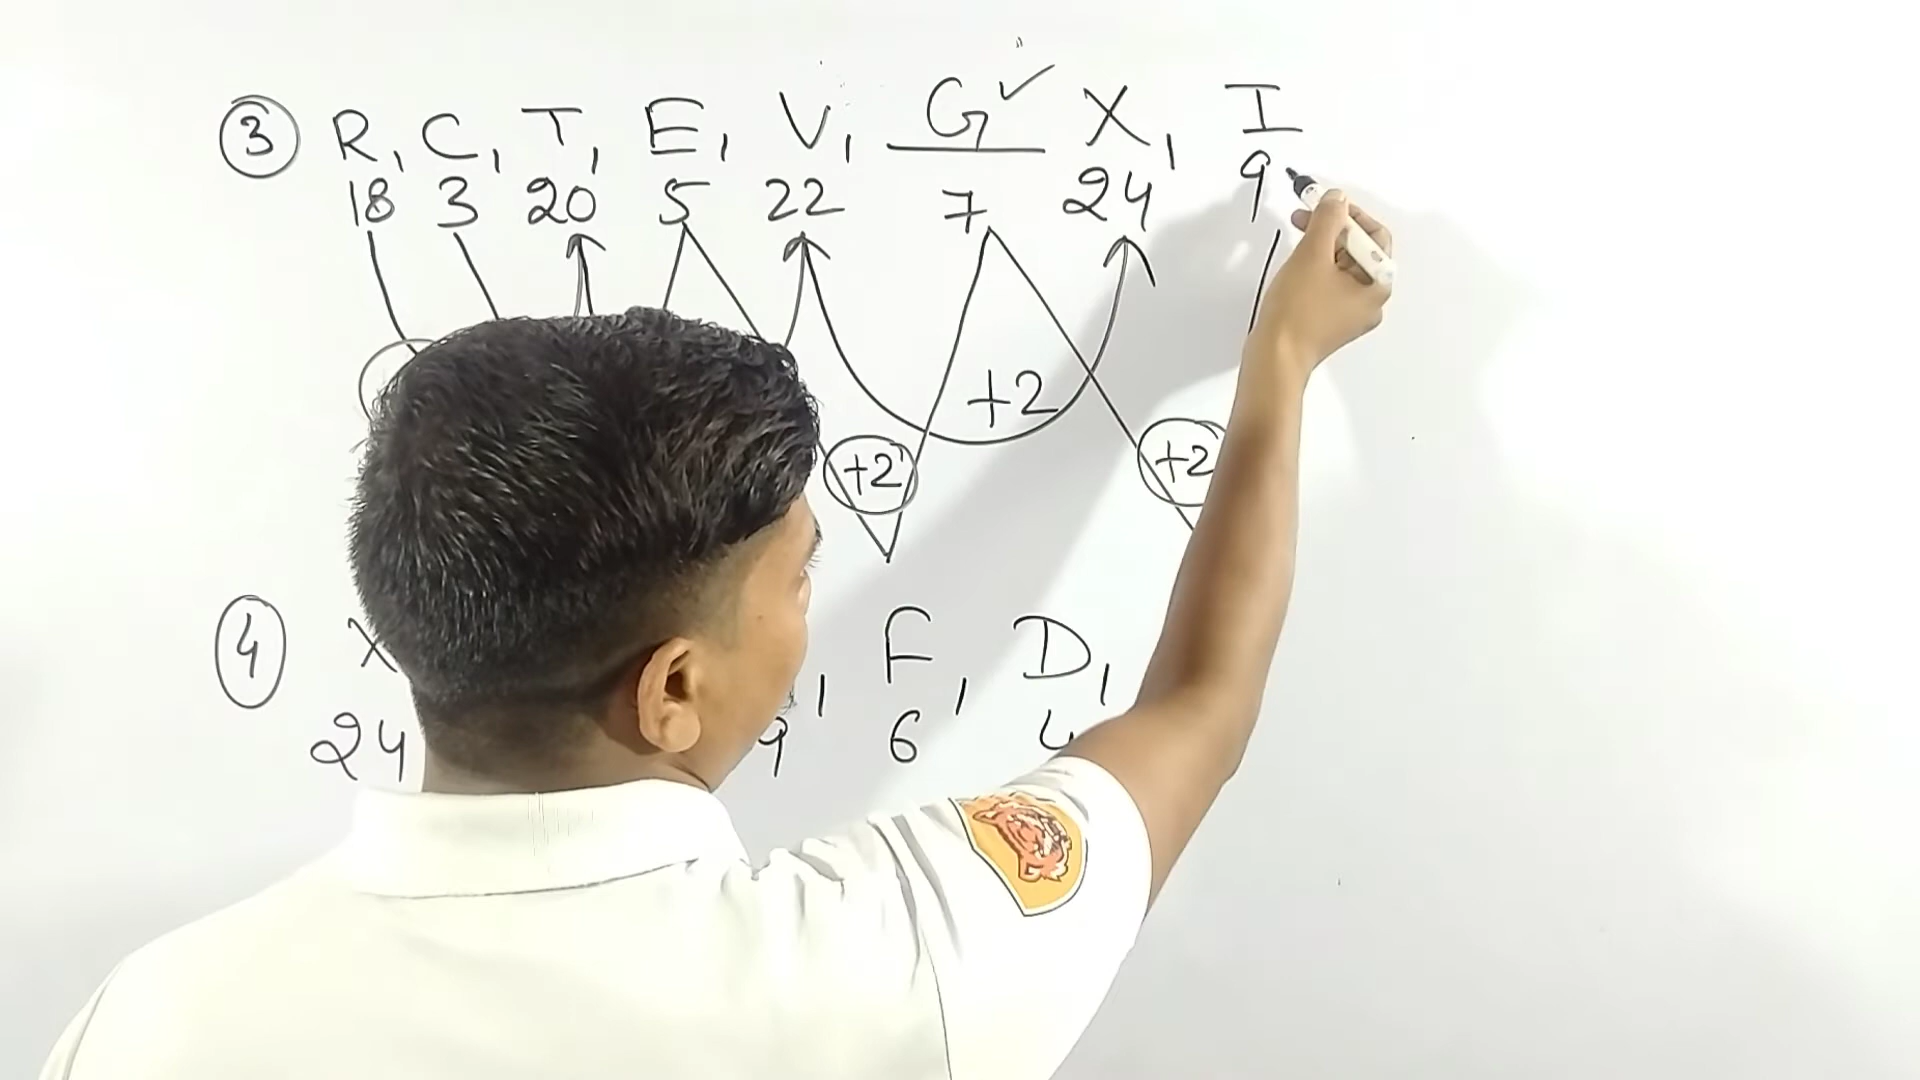 ③ R, C, T, E, V, G ✓ X, I
18 3 20 5 22 7 24 9
+2
+2 +2
④ X , F, D,
24 9 6 4